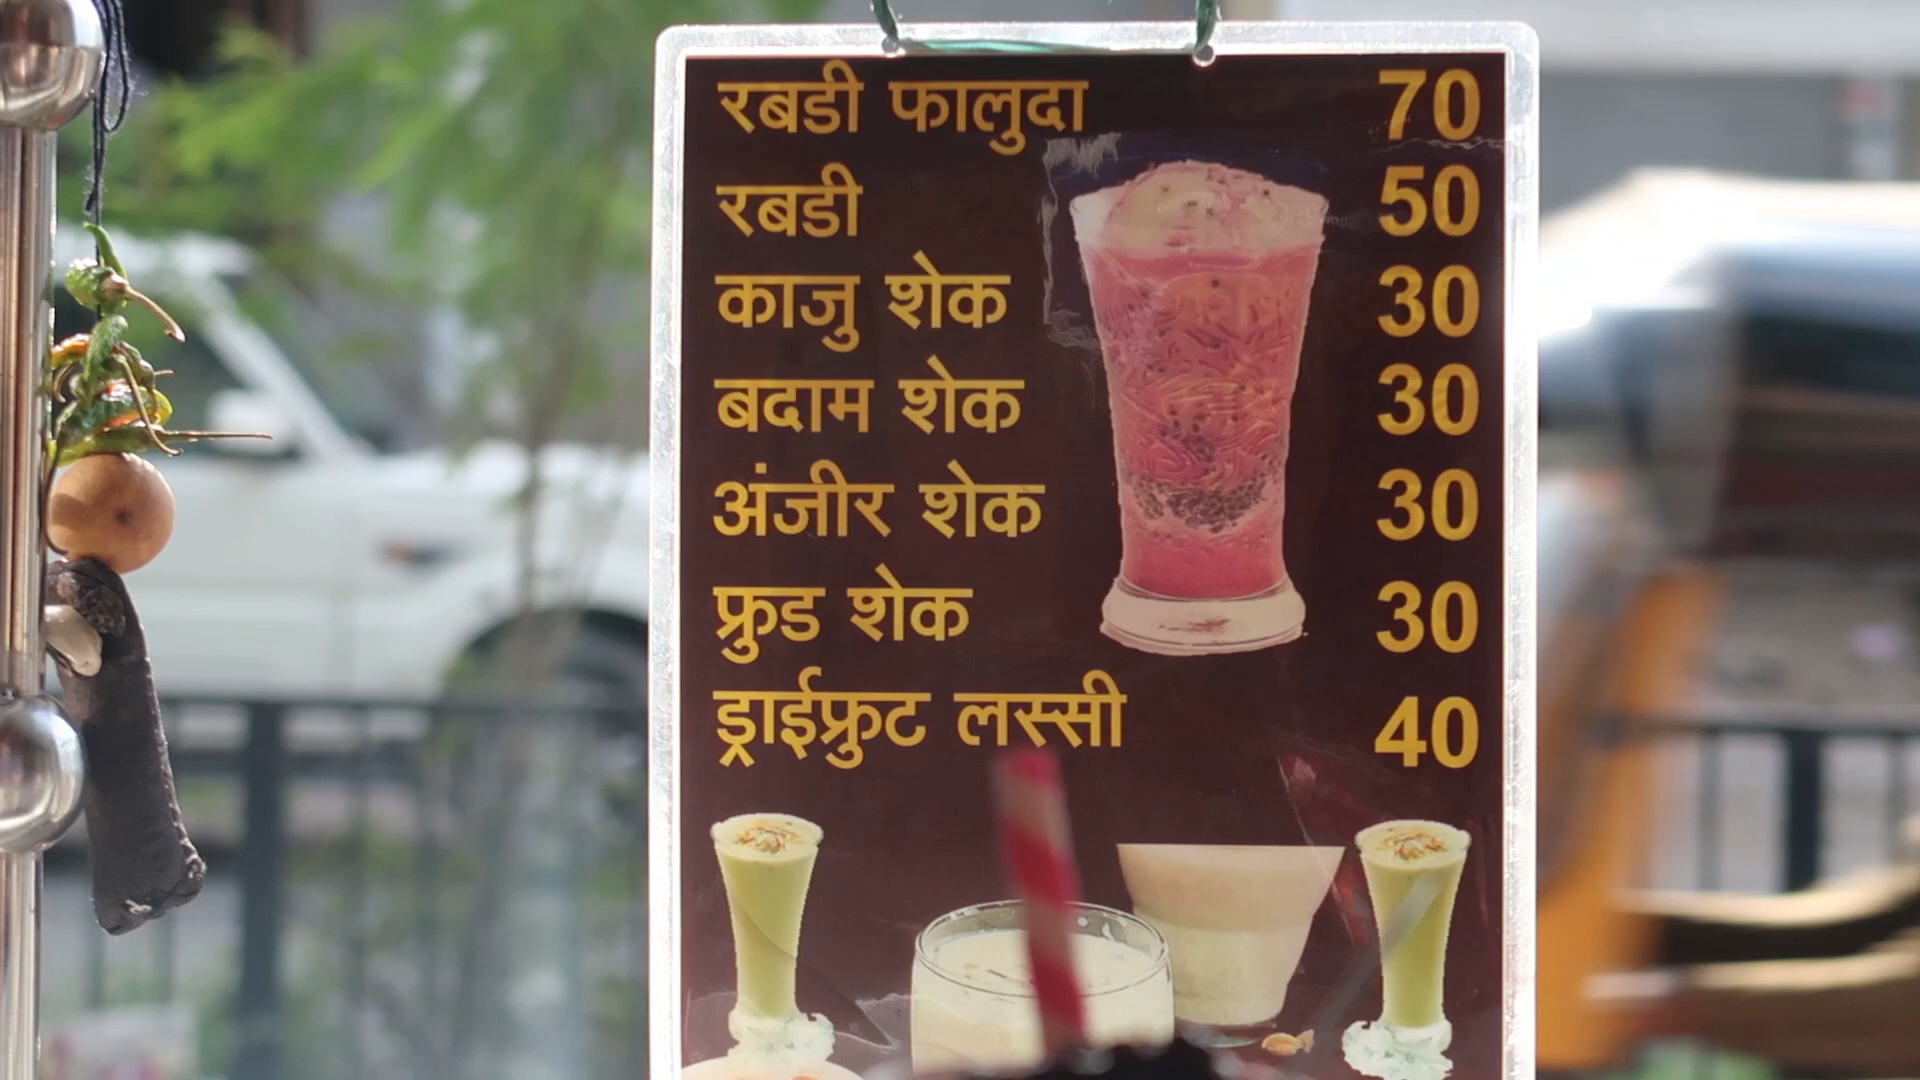 रबडी फालुदा 70
रबडी 50
काजु शेक 30
बदाम शेक 30
अंजीर शेक 30
फ्रुड शेक 30
ड्राईफ्रुट लस्सी 40